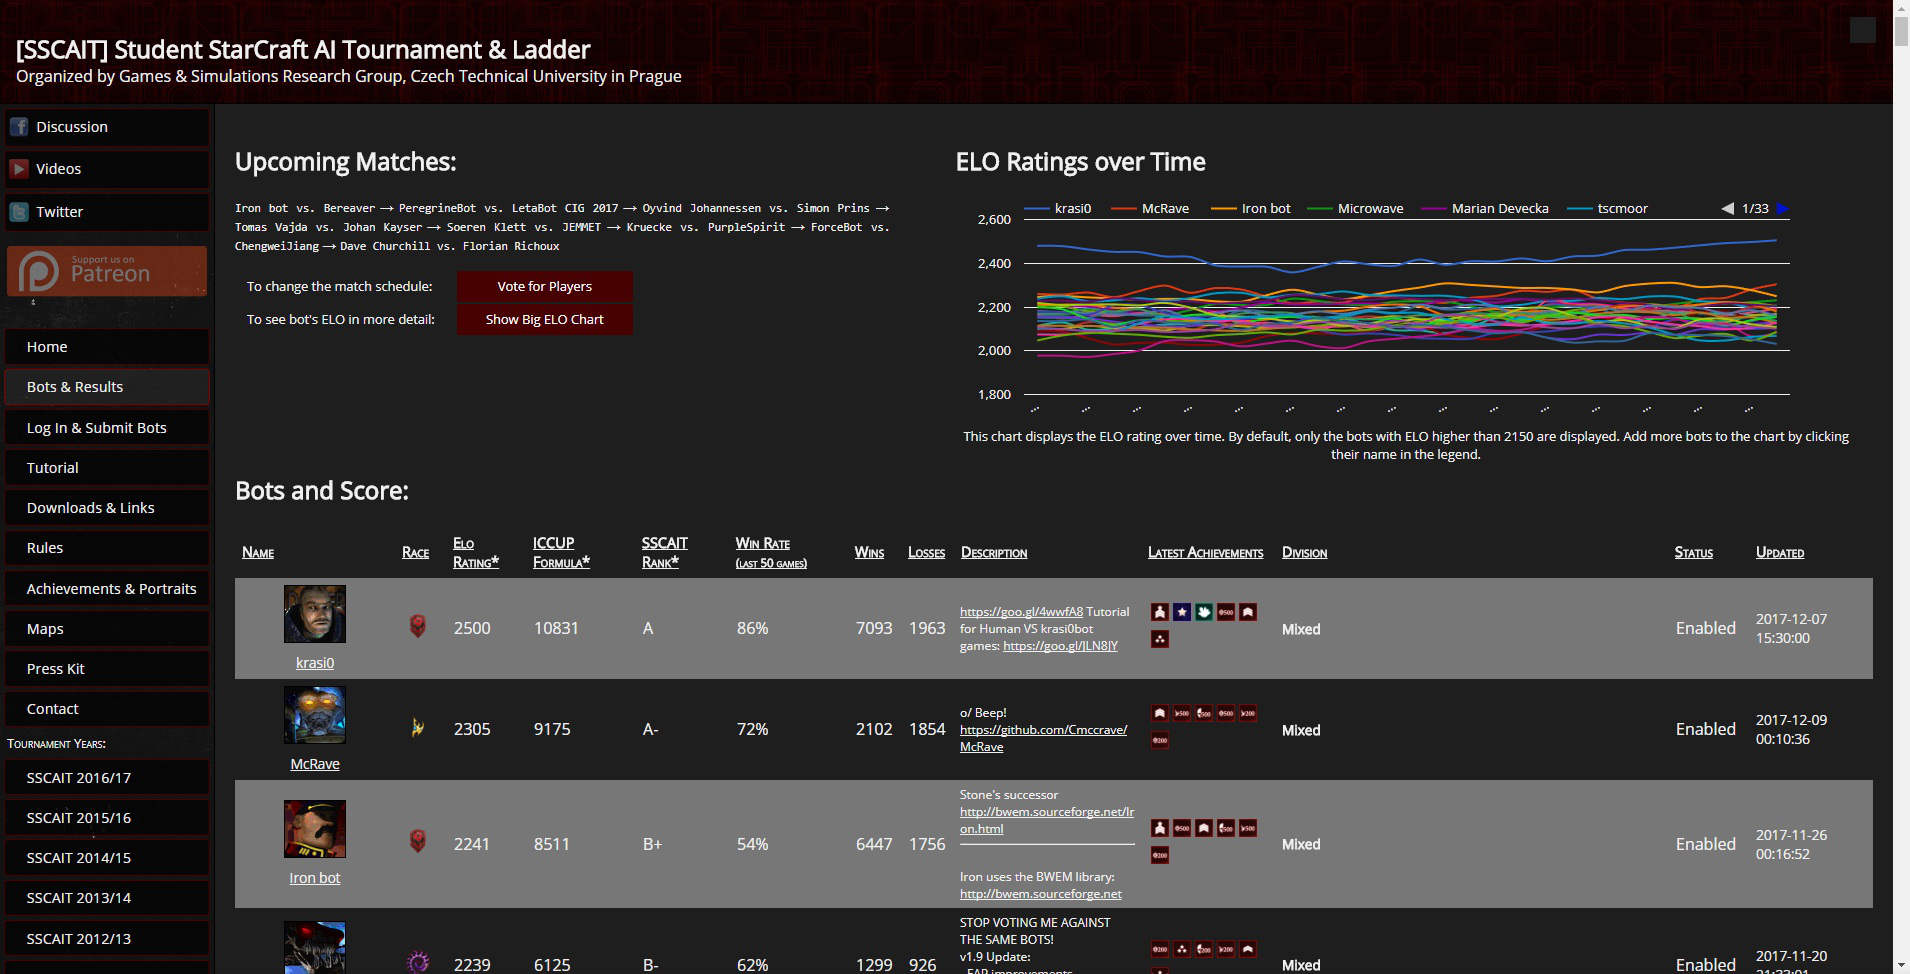 [SSCAIT] Student StarCraft AI Tournament & Ladder
Organized by Games & Simulations Research Group, Czech Technical University in Prague
Discussion
Videos
Twitter
Support us on
Patreon
Home
Bots & Results
Log In & Submit Bots
Tutorial
Downloads & Links
Rules
Achievements & Portraits
Maps
Press Kit
Contact
Tournament Years:
SSCAIT 2016/17
SSCAIT 2015/16
SSCAIT 2014/15
SSCAIT 2013/14
SSCAIT 2012/13
Upcoming Matches:
Iron bot vs. Bereaver → PeregrineBot vs. LetaBot CIG 2017 → Oyvind Johannessen vs. Simon Prins →
Tomas Vajda vs. Johan Kayser → Soeren Klett vs. JEMMET → Kruecke vs. PurpleSpirit → ForceBot vs.
ChengweiJiang → Dave Churchill vs. Florian Richoux
To change the match schedule: Vote for Players
To see bot's ELO in more detail: Show Big ELO Chart
ELO Ratings over Time
krasi0 McRave Iron bot Microwave Marian Devecka tscmoor 1/33
2,600
2,400
2,200
2,000
1,800
This chart displays the ELO rating over time. By default, only the bots with ELO higher than 2150 are displayed. Add more bots to the chart by clicking
their name in the legend.
Bots and Score:
Name Race Elo Rating* ICCUP Formula* SSCAIT Rank* Win Rate (last 50 games) Wins Losses Description Latest Achievements Division Status Updated
krasi0 2500 10831 A 86% 7093 1963
https://goo.gl/4wwfA8 Tutorial
for Human VS krasi0bot
games: https://goo.gl/JLN8JY
Mixed Enabled 2017-12-07
15:30:00
McRave 2305 9175 A- 72% 2102 1854
o/ Beep!
https://github.com/Cmccrave/
McRave
Mixed Enabled 2017-12-09
00:10:36
Iron bot 2241 8511 B+ 54% 6447 1756
Stone's successor
http://bwem.sourceforge.net/Ir
on.html
Iron uses the BWEM library:
http://bwem.sourceforge.net
Mixed Enabled 2017-11-26
00:16:52
2239 6125 B- 62% 1299 926
STOP VOTING ME AGAINST
THE SAME BOTS!
v1.9 Update:
Mixed Enabled 2017-11-20